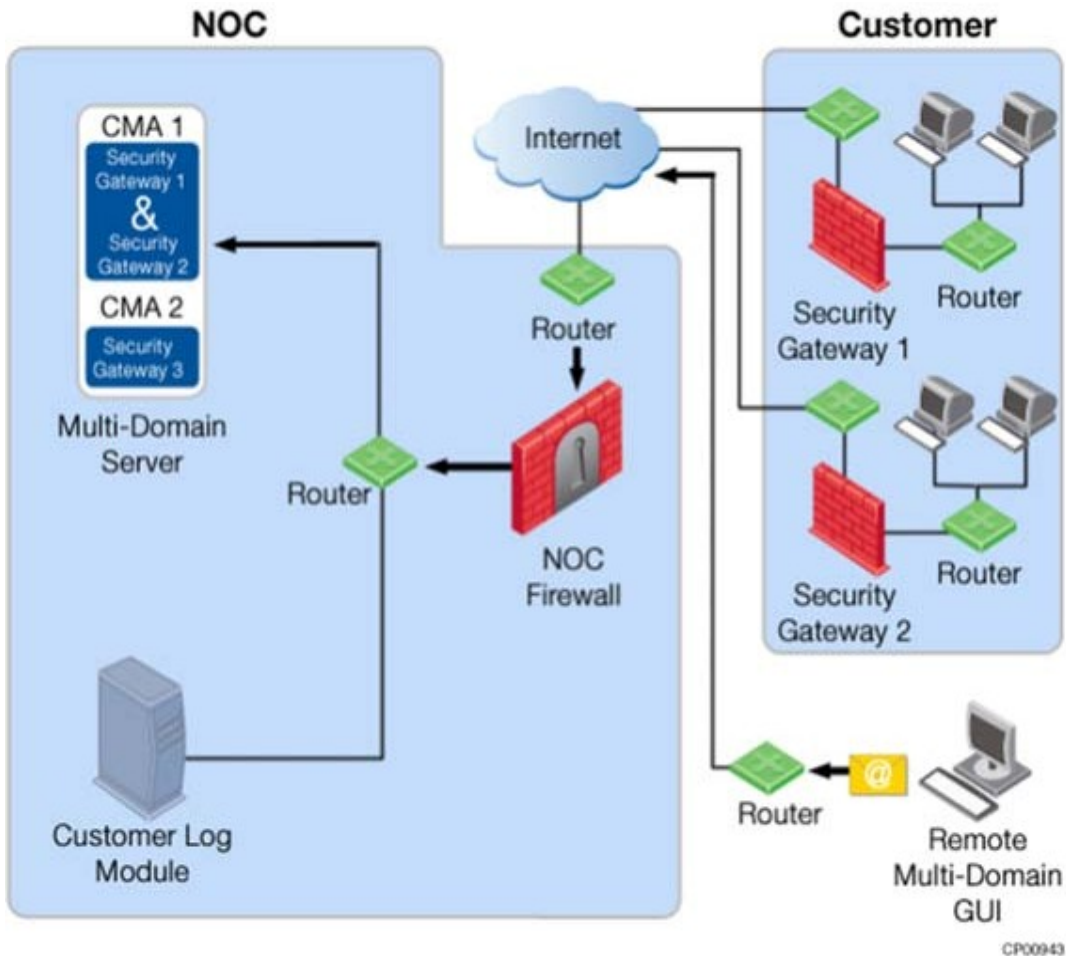 NOC
Customer
CMA 1
Security
Gateway 1
&
Security
Gateway 2
CMA 2
Security
Gateway 3
Multi-Domain
Server
Internet
Router
Router
NOC
Firewall
Customer Log
Module
Security
Gateway 1
Router
Security
Gateway 2
Router
Router
@
Remote
Multi-Domain
GUI
CP00943